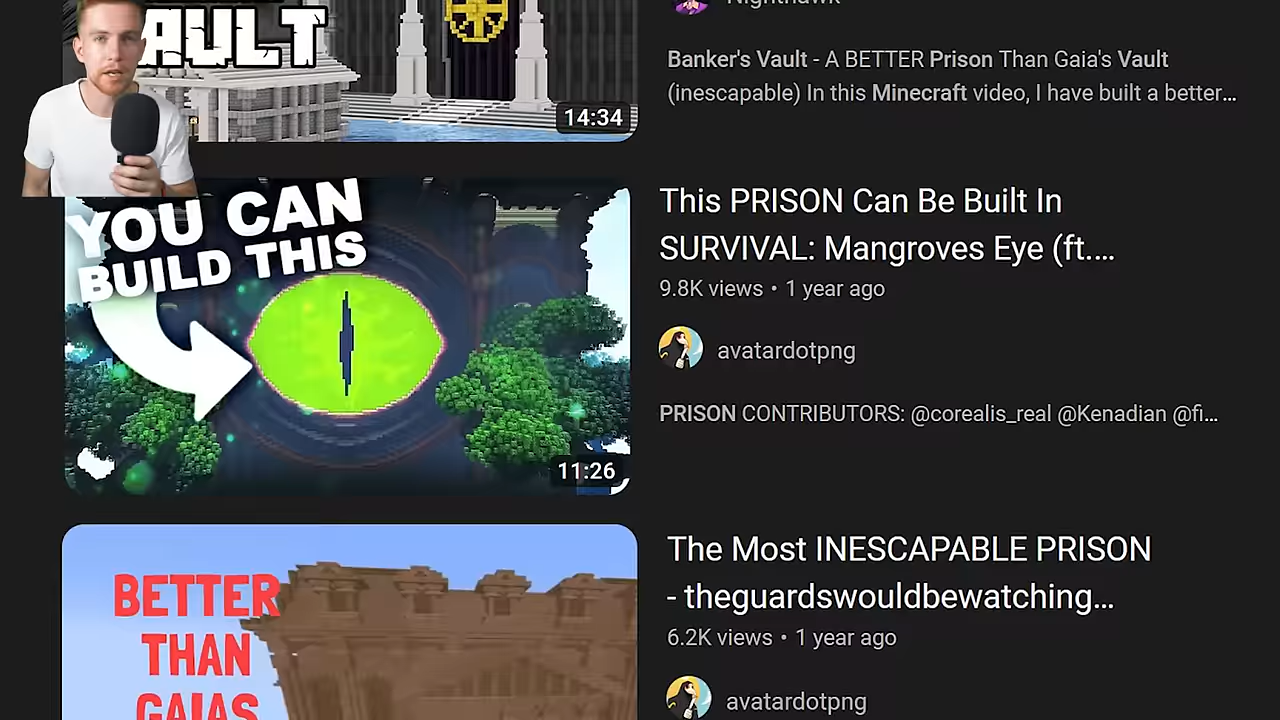 AULT
14:34
Nighthawk
Banker's Vault - A BETTER Prison Than Gaia's Vault
(inescapable) In this Minecraft video, I have built a better...
YOU CAN
BUILD THIS
11:26
This PRISON Can Be Built In
SURVIVAL: Mangroves Eye (ft....
9.8K views • 1 year ago
avatardotpng
PRISON CONTRIBUTORS: @corealis_real @Kenadian @fi...
BETTER
THAN
GAIAS
The Most INESCAPABLE PRISON
- theguardswouldbewatching...
6.2K views • 1 year ago
avatardotpng